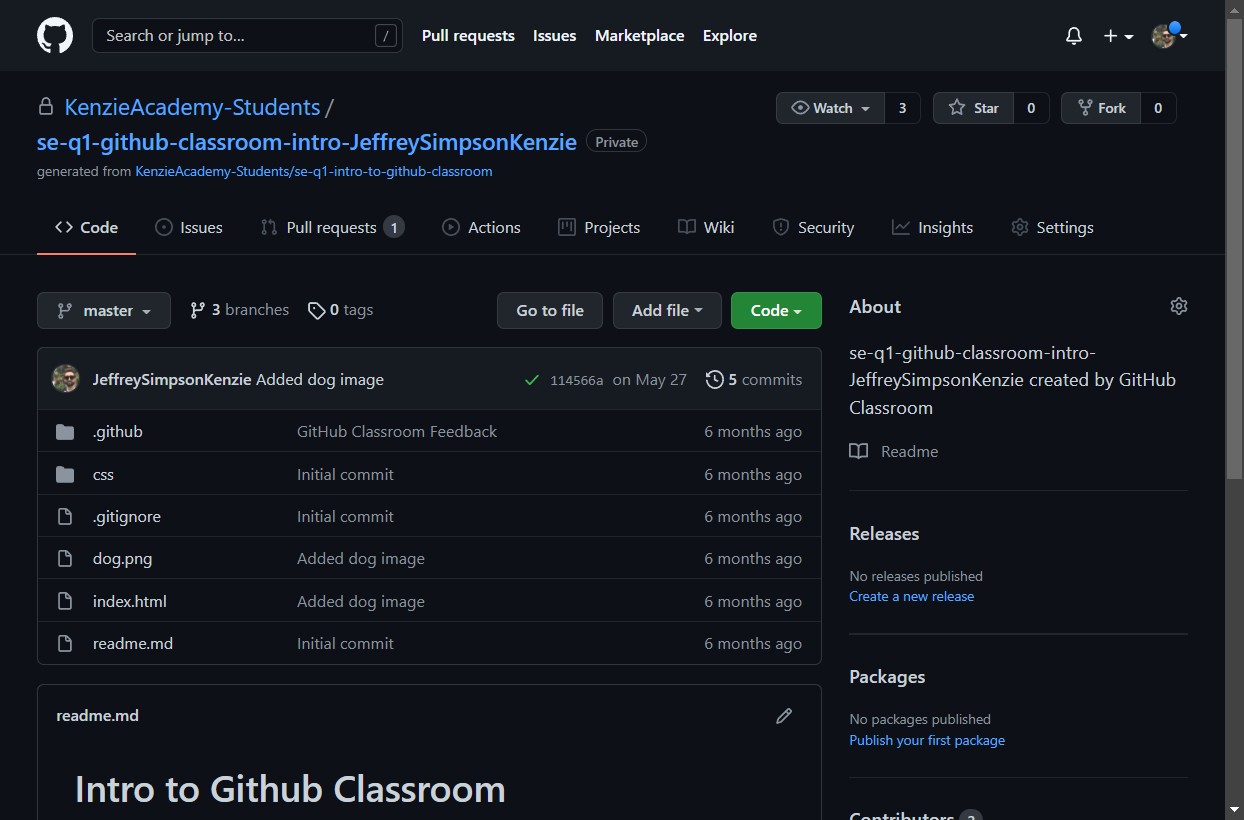 Search or jump to... /
Pull requests Issues Marketplace Explore
KenzieAcademy-Students /
Watch 3 Star 0 Fork 0
se-q1-github-classroom-intro-JeffreySimpsonKenzie Private
generated from KenzieAcademy-Students/se-q1-intro-to-github-classroom
Code Issues Pull requests 1 Actions Projects Wiki Security Insights Settings
master 3 branches 0 tags Go to file Add file Code
JeffreySimpsonKenzie Added dog image 114566a on May 27 5 commits
.github GitHub Classroom Feedback 6 months ago
css Initial commit 6 months ago
.gitignore Initial commit 6 months ago
dog.png Added dog image 6 months ago
index.html Added dog image 6 months ago
readme.md Initial commit 6 months ago
readme.md
Intro to Github Classroom
About
se-q1-github-classroom-intro-
JeffreySimpsonKenzie created by GitHub
Classroom
Readme
Releases
No releases published
Create a new release
Packages
No packages published
Publish your first package
Contributors